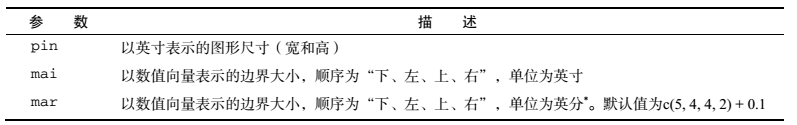 参 数 描 述
pin 以英寸表示的图形尺寸（宽和高）
mai 以数值向量表示的边界大小，顺序为“下、左、上、右”，单位为英寸
mar 以数值向量表示的边界大小，顺序为“下、左、上、右”，单位为英分*。默认值为c(5, 4, 4, 2) + 0.1